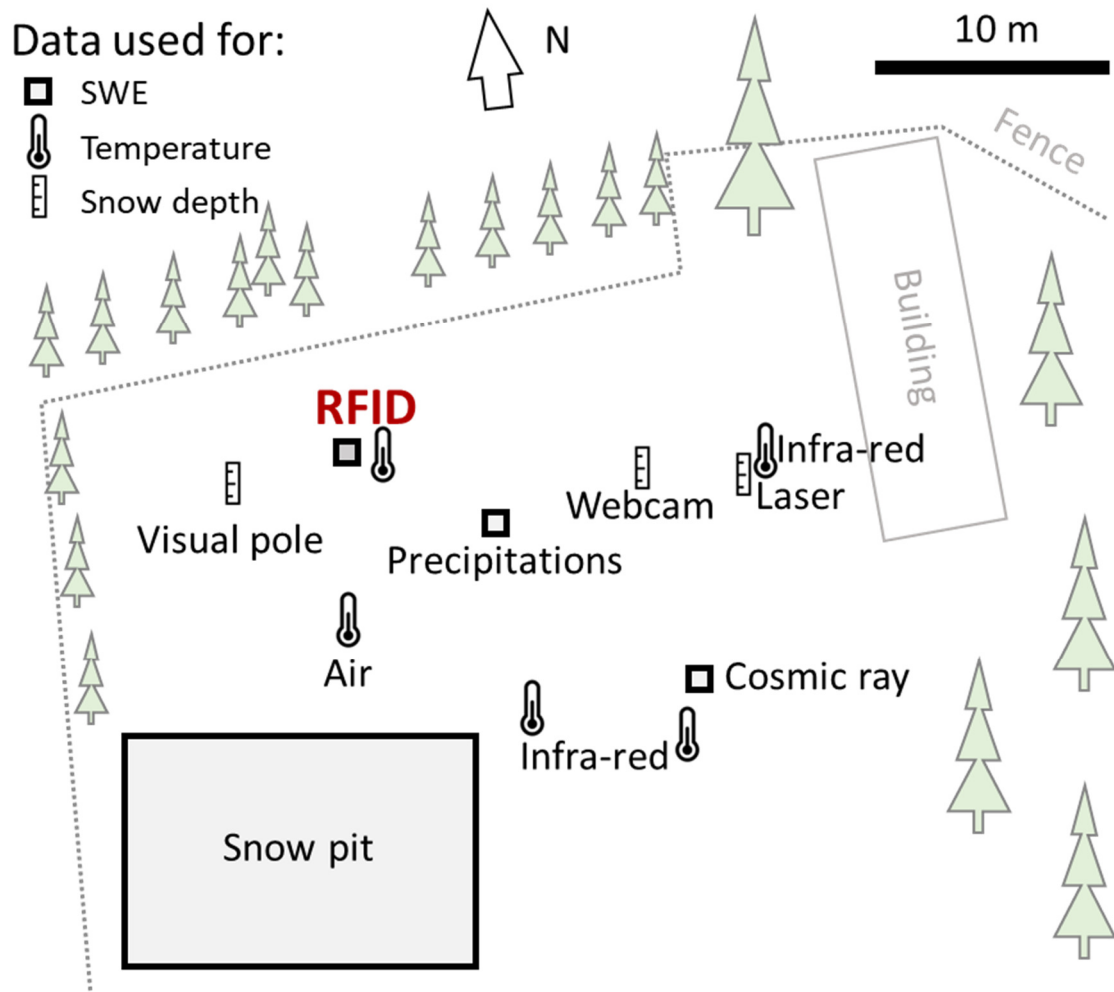 Data used for:
SWE
Temperature
Snow depth
N
10 m
Fence
Building
RFID
Infra-red
Laser
Webcam
Visual pole
Precipitations
Air
Cosmic ray
Infra-red
Snow pit